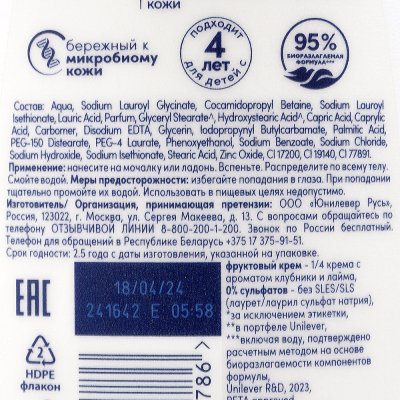 КОЖИ
бережный к
микробиому
кожи
ПОДХОДИТ
4
ЛЕТ
ДЛЯ ДЕТЕЙ С
95%
БИОРАЗЛАГАЕМАЯ
ФОРМУЛА***
Состав: Aqua, Sodium Lauroyl Glycinate, Cocamidopropyl Betaine, Sodium Lauroyl
Isethionate, Lauric Acid, Parfum, Glyceryl Stearate^, Hydroxystearic Acid^, Capric Acid, Caprylic
Acid, Carbomer, Disodium EDTA, Glycerin, Iodopropynyl Butylcarbamate, Palmitic Acid,
PEG-150 Distearate, PEG-4 Laurate, Phenoxyethanol, Sodium Benzoate, Sodium Chloride,
Sodium Hydroxide, Sodium Isethionate, Stearic Acid, Zinc Oxide, CI 17200, CI 19140, CI 77891.
Применение: нанесите на мочалку или ладонь. Вспеньте. Распределите по всему телу.
Смойте водой. Меры предосторожности: избегайте попадания в глаза. При попадании
тщательно промойте их водой. Использовать в пищевых целях недопустимо.
Изготовитель/ Организация, принимающая претензии: ООО «Юнилевер Русь»,
Россия, 123022, г. Москва, ул. Сергея Макеева, д. 13. С вопросами обращайтесь по
телефону ОТЗЫВЧИВОЙ ЛИНИИ 8-800-200-1-200. Звонок по России бесплатный.
Телефон для обращений в Республике Беларусь +375 17 375-91-51.
Срок годности: 2.5 года с даты изготовления, указанной на упаковке.
EAC
18/04/24
241642 E 05:58
2
HDPE
флакон
786
>
фруктовый крем - 1/4 крема с
ароматом клубники и лайма,
0% сульфатов - без SLES/SLS
(лаурет/лаурил сульфат натрия),
*за исключением этикетки,
**в портфеле Unilever,
***включая воду, подтверждено
расчетным методом на основе
биоразлагаемости компонентов
формулы,
Unilever R&D, 2023,
PETA approved